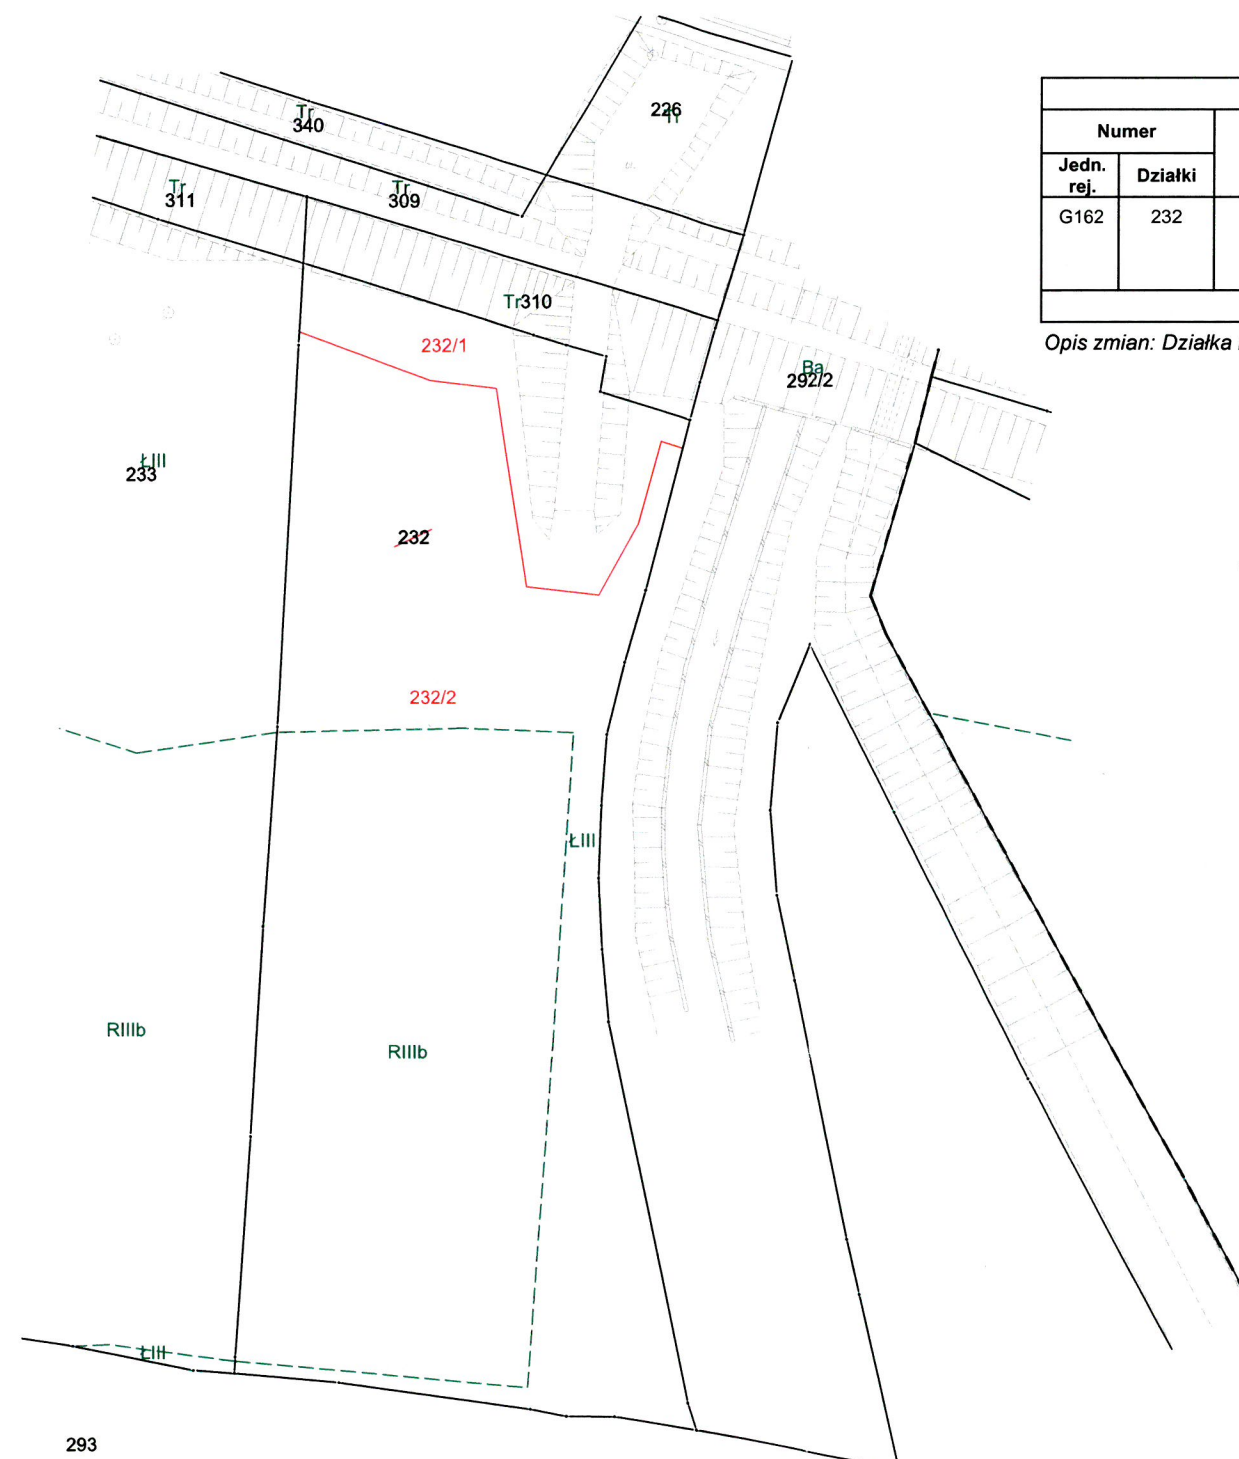 226
Tr
Tr
340
Numer
Jedn.
rej.
Działki
G162
232
Tr
311
Tr
309
Tr310
Opis zmian: Działka
232/1
Ba
292/2
ŁIII
233
232
232/2
ŁIII
RIIIb
RIIIb
ŁIII
293